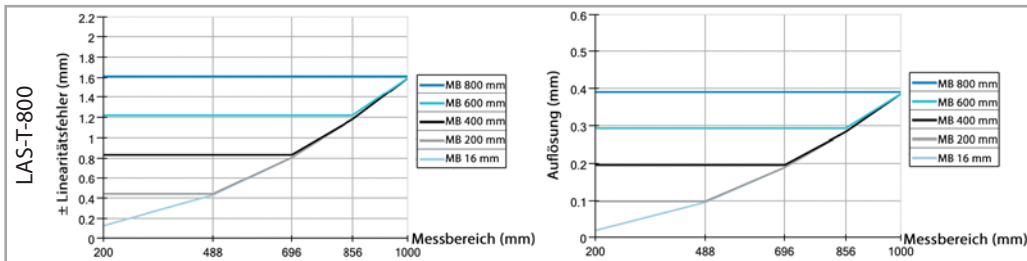 LAS-T-800
± Linearitätsfehler (mm)
2.2
2
1.8
1.6
1.4
1.2
1
0.8
0.6
0.4
0.2
0
200
488
696
856
1000
Messbereich (mm)
MB 800 mm
MB 600 mm
MB 400 mm
MB 200 mm
MB 16 mm
Auflösung (mm)
0.6
0.5
0.4
0.3
0.2
0.1
0
200
488
696
856
1000
Messbereich (mm)
MB 800 mm
MB 600 mm
MB 400 mm
MB 200 mm
MB 16 mm